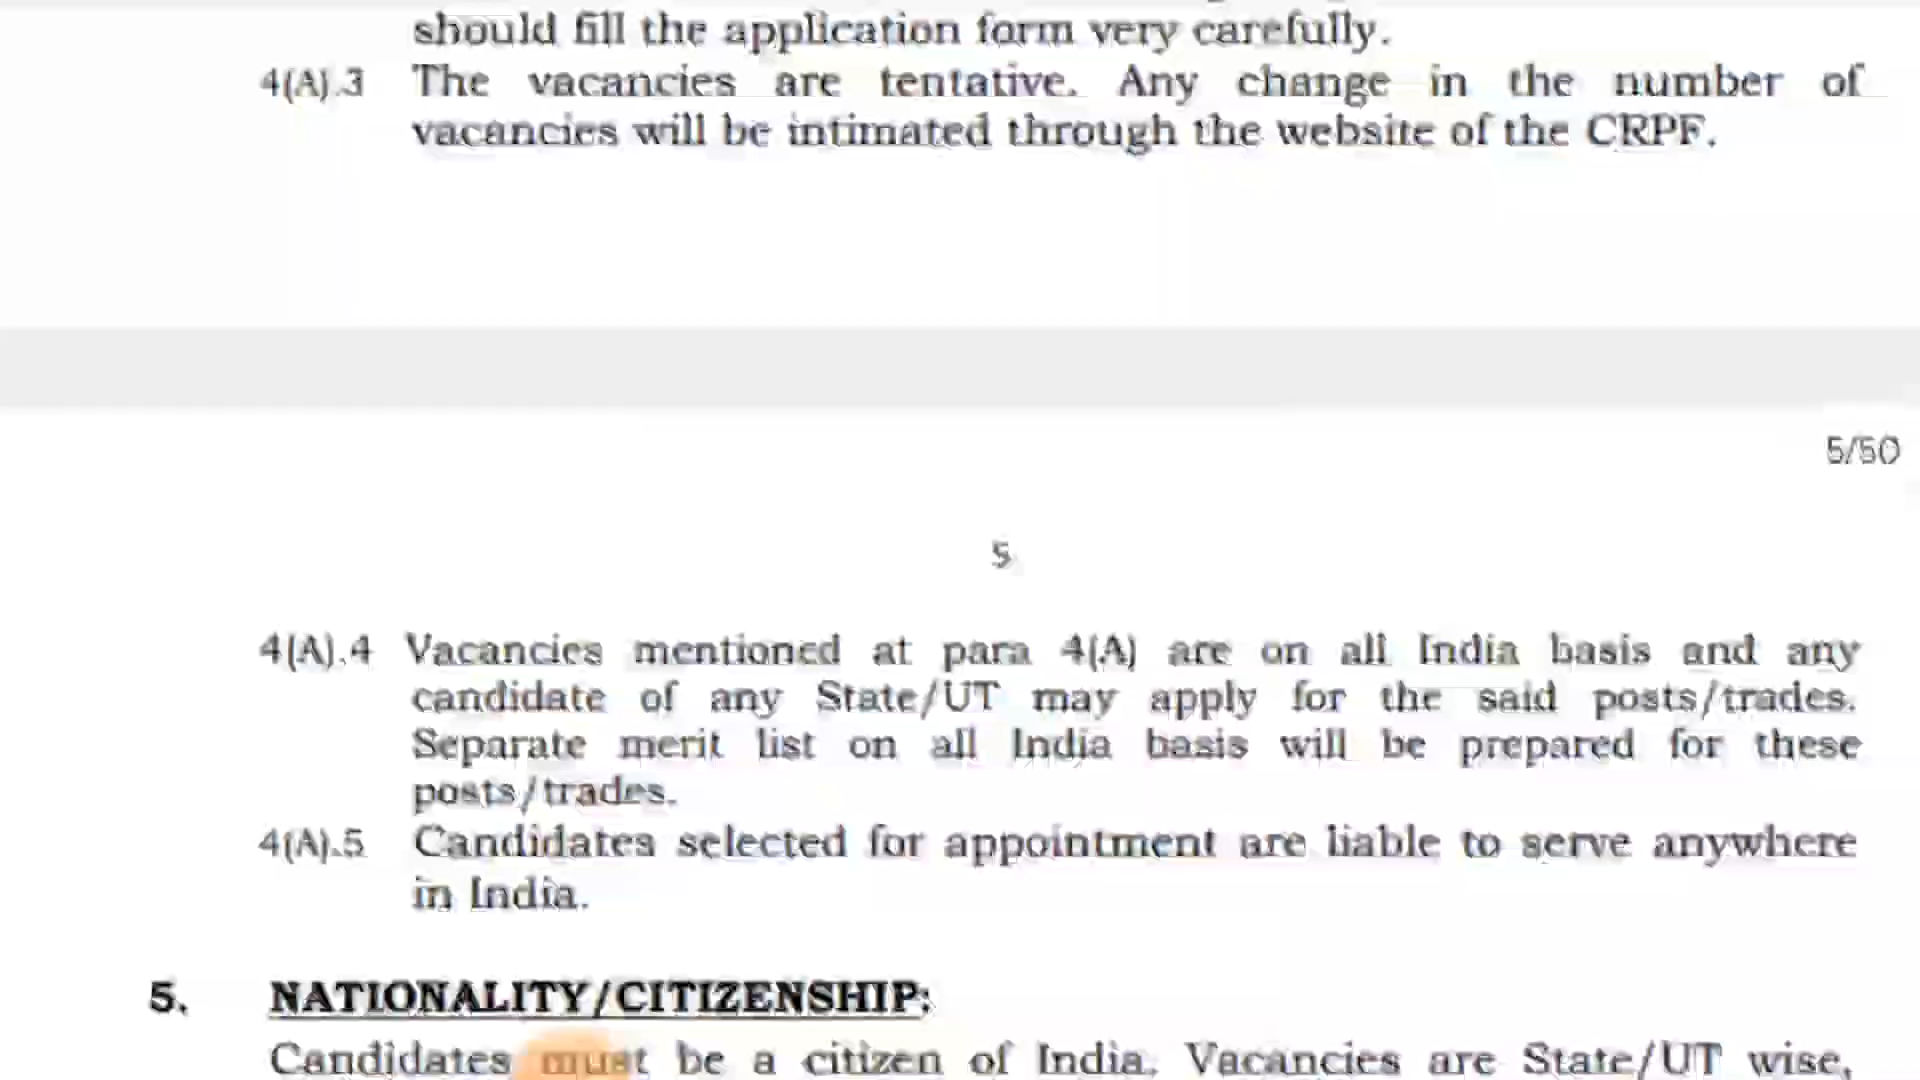 should fill the application form very carefully.
4(A).3 The vacancies are tentative. Any change in the number of
vacancies will be intimated through the website of the CRPF.
5/50
5
4(A).4 Vacancies mentioned at para 4(A) are on all India basis and any
candidate of any State/UT may apply for the said posts/trades.
Separate merit list on all India basis will be prepared for these
posts/trades.
4(A).5 Candidates selected for appointment are liable to serve anywhere
in India.
5. NATIONALITY/CITIZENSHIP:
Candidates must be a citizen of India. Vacancies are State/UT wise,